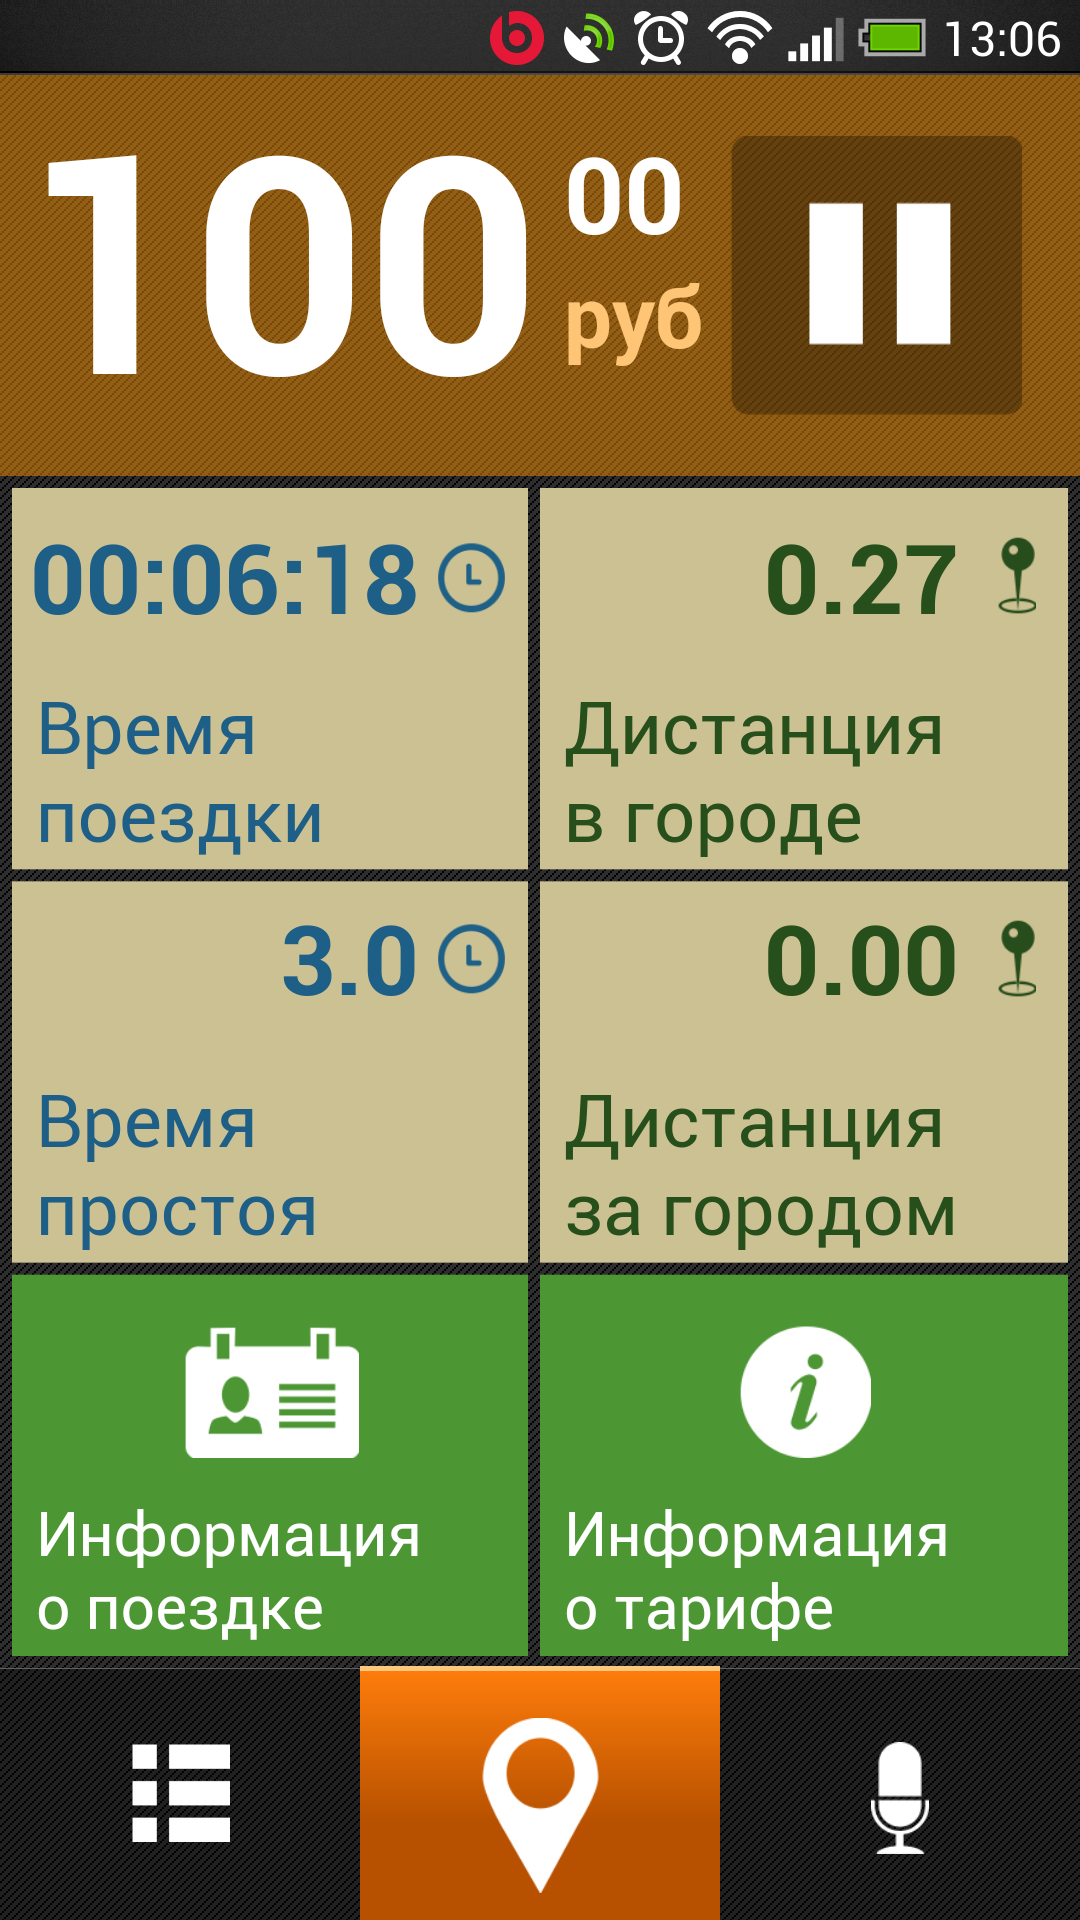 13:06
100 00
руб
00:06:18
Время
поездки
0.27
Дистанция
в городе
3.0
Время
простоя
0.00
Дистанция
за городом
Информация
о поездке
Информация
о тарифе